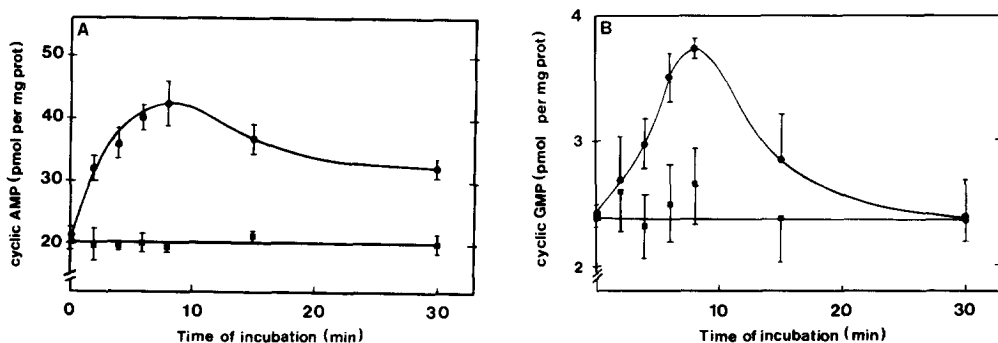 A
cyclic AMP (pmol per mg prot)
50
40
30
20
0
10
20
30
Time of incubation (min)
B
cyclic GMP (pmol per mg prot)
4
3
2
10
20
30
Time of incubation (min)